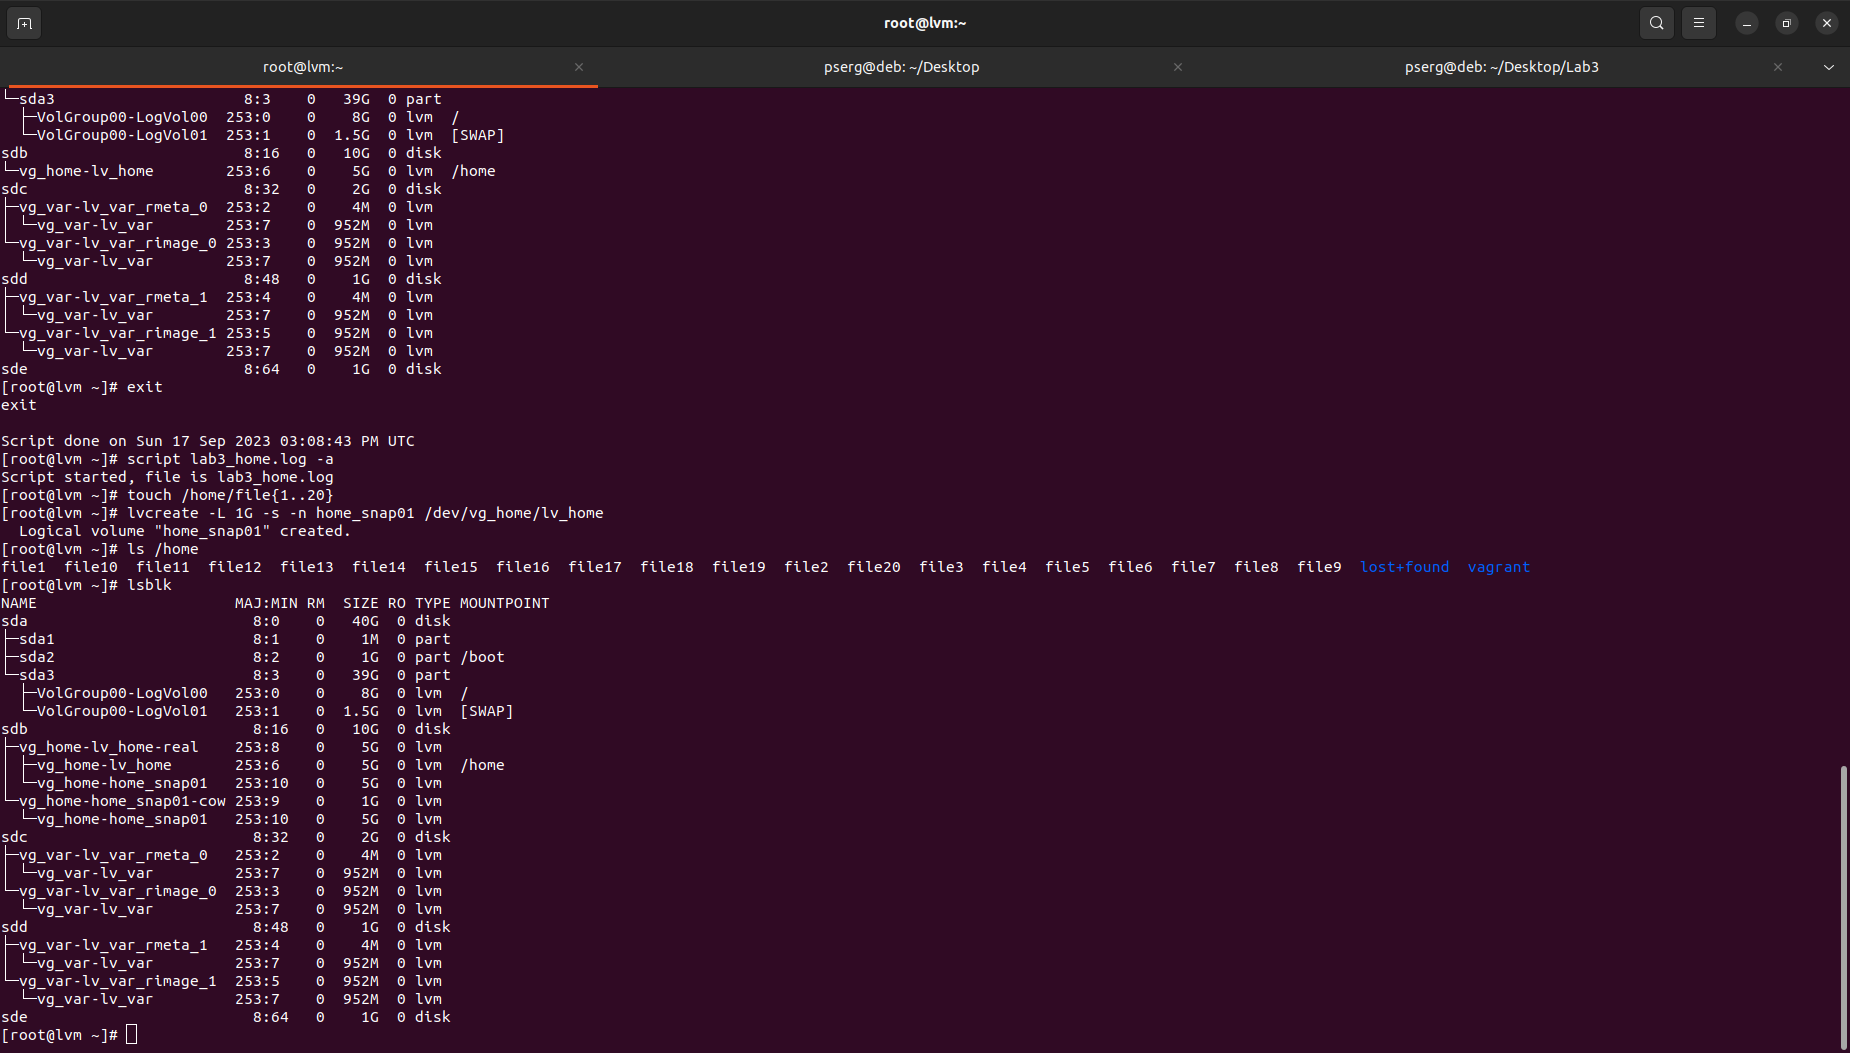 root@lvm:~
root@lvm:~ pserg@deb: ~/Desktop pserg@deb: ~/Desktop/Lab3
└─sda3                     8:3    0   39G  0 part
  ├─VolGroup00-LogVol00  253:0    0    8G  0 lvm  /
  └─VolGroup00-LogVol01  253:1    0  1.5G  0 lvm  [SWAP]
sdb                        8:16   0   10G  0 disk
└─vg_home-lv_home        253:6    0    5G  0 lvm  /home
sdc                        8:32   0    2G  0 disk
├─vg_var-lv_var_rmeta_0  253:2    0    4M  0 lvm
│ └─vg_var-lv_var        253:7    0  952M  0 lvm
└─vg_var-lv_var_rimage_0 253:3    0  952M  0 lvm
  └─vg_var-lv_var        253:7    0  952M  0 lvm
sdd                        8:48   0    1G  0 disk
├─vg_var-lv_var_rmeta_1  253:4    0    4M  0 lvm
│ └─vg_var-lv_var        253:7    0  952M  0 lvm
└─vg_var-lv_var_rimage_1 253:5    0  952M  0 lvm
  └─vg_var-lv_var        253:7    0  952M  0 lvm
sde                        8:64   0    1G  0 disk
[root@lvm ~]# exit
exit
Script done on Sun 17 Sep 2023 03:08:43 PM UTC
[root@lvm ~]# script lab3_home.log -a
Script started, file is lab3_home.log
[root@lvm ~]# touch /home/file{1..20}
[root@lvm ~]# lvcreate -L 1G -s -n home_snap01 /dev/vg_home/lv_home
  Logical volume "home_snap01" created.
[root@lvm ~]# ls /home
file1  file10  file11  file12  file13  file14  file15  file16  file17  file18  file19  file2  file20  file3  file4  file5  file6  file7  file8  file9  lost+found  vagrant
[root@lvm ~]# lsblk
NAME                      MAJ:MIN RM   SIZE RO TYPE MOUNTPOINT
sda                         8:0    0   40G  0 disk
├─sda1                      8:1    0    1M  0 part
├─sda2                      8:2    0    1G  0 part /boot
└─sda3                      8:3    0   39G  0 part
  ├─VolGroup00-LogVol00   253:0    0    8G  0 lvm  /
  └─VolGroup00-LogVol01   253:1    0  1.5G  0 lvm  [SWAP]
sdb                         8:16   0   10G  0 disk
├─vg_home-lv_home-real    253:8    0    5G  0 lvm
│ ├─vg_home-lv_home       253:6    0    5G  0 lvm  /home
│ └─vg_home-home_snap01   253:10   0    5G  0 lvm
└─vg_home-home_snap01-cow 253:9    0    1G  0 lvm
  └─vg_home-home_snap01   253:10   0    5G  0 lvm
sdc                         8:32   0    2G  0 disk
├─vg_var-lv_var_rmeta_0   253:2    0    4M  0 lvm
│ └─vg_var-lv_var         253:7    0  952M  0 lvm
└─vg_var-lv_var_rimage_0  253:3    0  952M  0 lvm
  └─vg_var-lv_var         253:7    0  952M  0 lvm
sdd                         8:48   0    1G  0 disk
├─vg_var-lv_var_rmeta_1   253:4    0    4M  0 lvm
│ └─vg_var-lv_var         253:7    0  952M  0 lvm
└─vg_var-lv_var_rimage_1  253:5    0  952M  0 lvm
  └─vg_var-lv_var         253:7    0  952M  0 lvm
sde                         8:64   0    1G  0 disk
[root@lvm ~]#